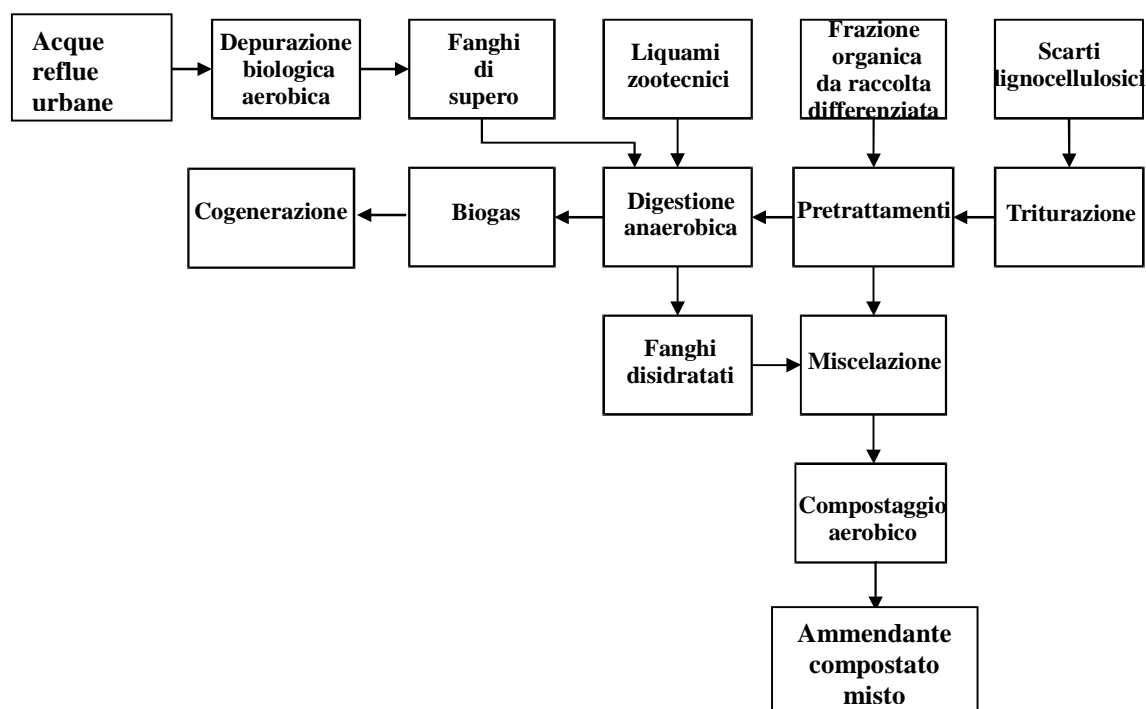 Acque
reflue
urbane
Depurazione
biologica
aerobica
Fanghi
di
supero
Liquami
zootecnici
Frazione
organica
da raccolta
differenziata
Scarti
lignocellulosici
Cogenerazione
Biogas
Digestione
anaerobica
Pretrattamenti
Triturazione
Fanghi
disidratati
Miscelazione
Compostaggio
aerobico
Ammendante
compostato
misto